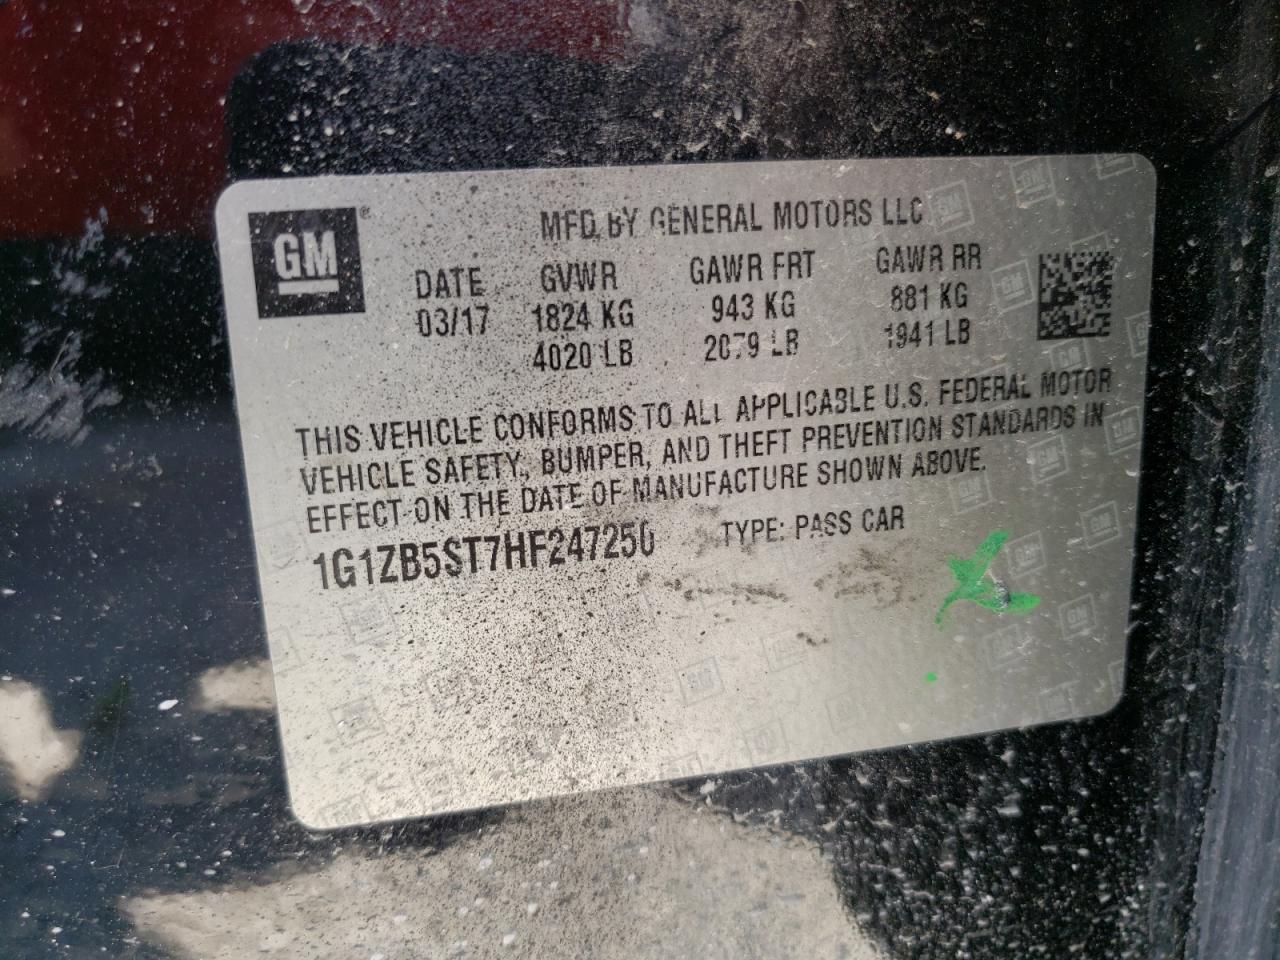 GM®
MFD. BY GENERAL MOTORS LLC
DATE GVWR GAWR FRT GAWR RR
03/17 1824 KG 943 KG 881 KG
4020 LB 2079 LB 1941 LB
THIS VEHICLE CONFORMS TO ALL APPLICABLE U.S. FEDERAL MOTOR
VEHICLE SAFETY, BUMPER, AND THEFT PREVENTION STANDARDS IN
EFFECT ON THE DATE OF MANUFACTURE SHOWN ABOVE.
1G1ZB5ST7HF247250 TYPE: PASS CAR